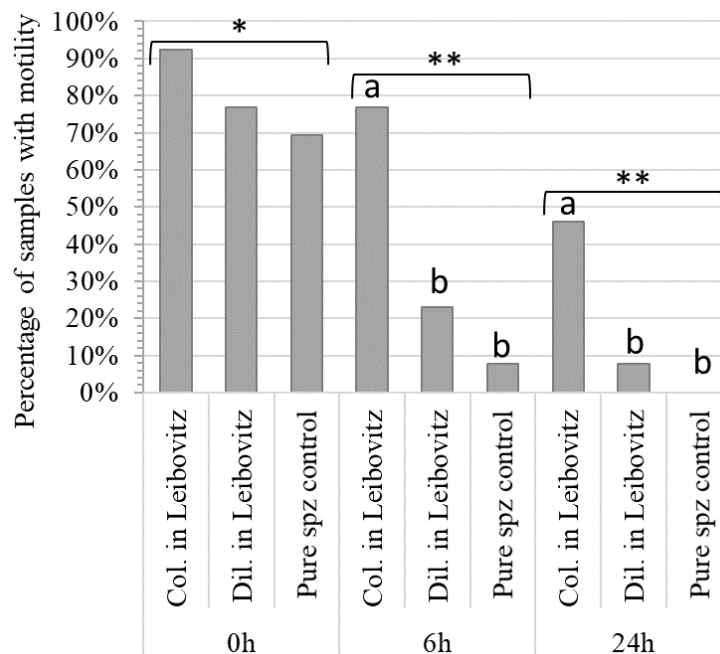 Percentage of samples with motility
100%
90%
80%
70%
60%
50%
40%
30%
20%
10%
0%
*
**
**
a
b
b
a
b
b
Col. in Leibovitz
Dil. in Leibovitz
Pure spz control
Col. in Leibovitz
Dil. in Leibovitz
Pure spz control
Col. in Leibovitz
Dil. in Leibovitz
Pure spz control
0h
6h
24h